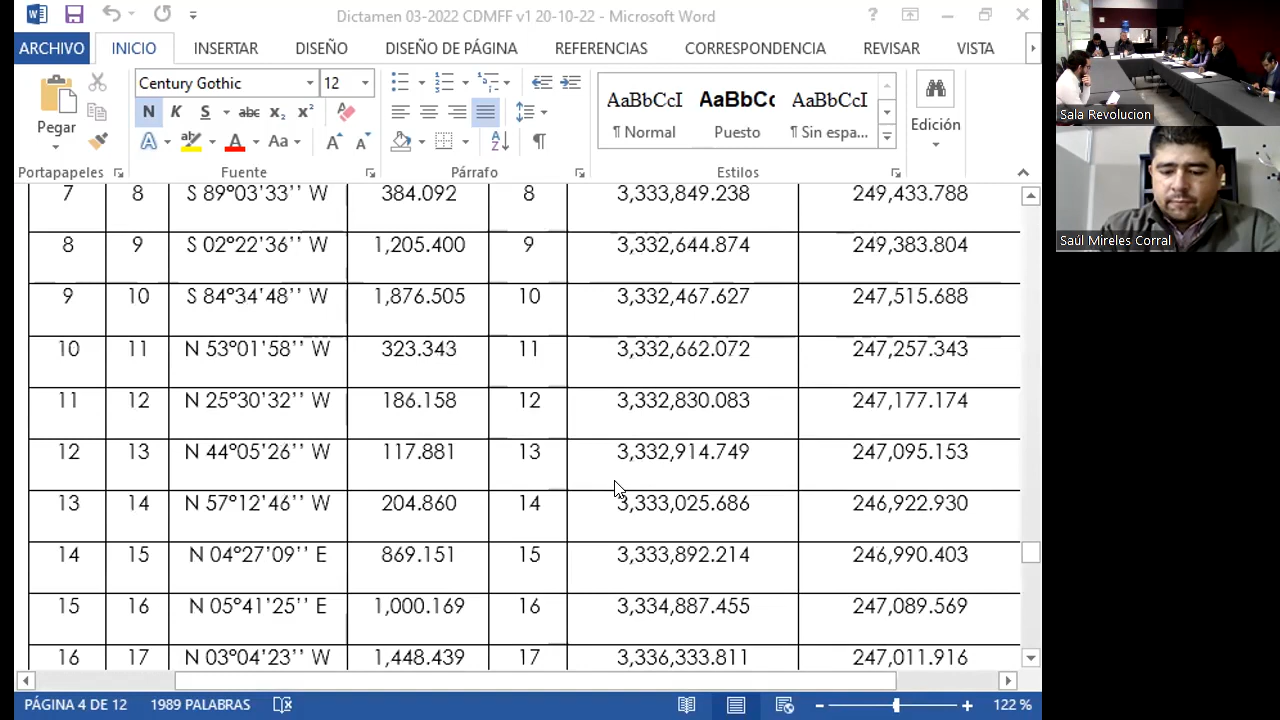 Dictamen 03-2022 CDMFF v1 20-10-22 - Microsoft Word
?
ARCHIVO INICIO INSERTAR DISEÑO DISEÑO DE PÁGINA REFERENCIAS CORRESPONDENCIA REVISAR VISTA
Century Gothic 12
Pegar
N K S abc x₂ x²
A aby A Aa A A
AaBbCcI AaBbCc AaBbCcI
¶ Normal Puesto ¶ Sin espa...
Edición
Portapapeles Fuente Párrafo Estilos
7 8 S 89°03'33'' W 384.092 8 3,333,849.238 249,433.788
8 9 S 02°22'36'' W 1,205.400 9 3,332,644.874 249,383.804
9 10 S 84°34'48'' W 1,876.505 10 3,332,467.627 247,515.688
10 11 N 53°01'58'' W 323.343 11 3,332,662.072 247,257.343
11 12 N 25°30'32'' W 186.158 12 3,332,830.083 247,177.174
12 13 N 44°05'26'' W 117.881 13 3,332,914.749 247,095.153
13 14 N 57°12'46'' W 204.860 14 3,333,025.686 246,922.930
14 15 N 04°27'09'' E 869.151 15 3,333,892.214 246,990.403
15 16 N 05°41'25'' E 1,000.169 16 3,334,887.455 247,089.569
16 17 N 03°04'23'' W 1,448.439 17 3,336,333.811 247,011.916
PÁGINA 4 DE 12 1989 PALABRAS 122 %
Sala Revolucion
Saúl Mireles Corral